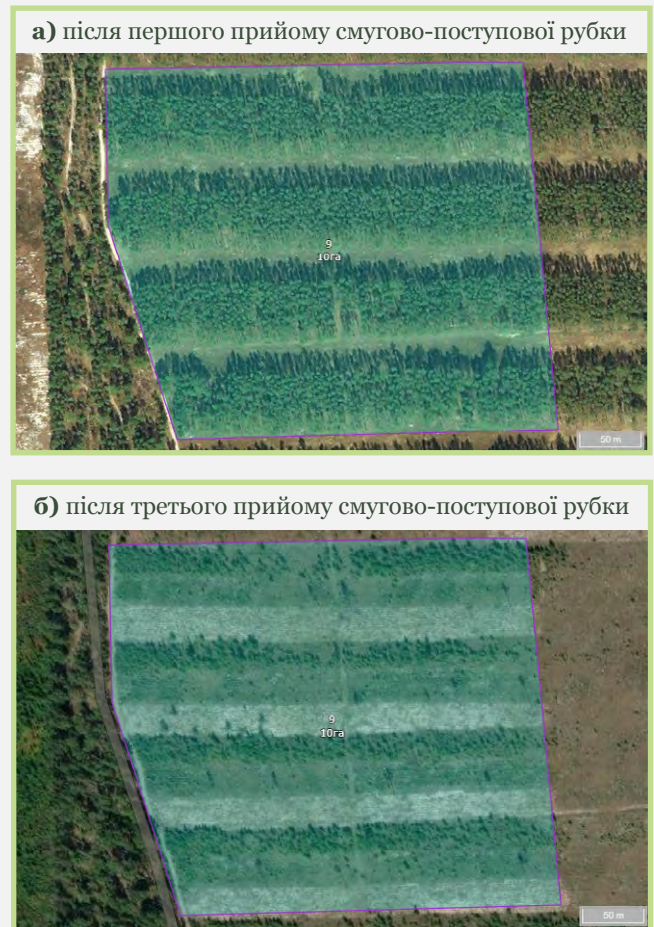 а) після першого прийому смугово-поступової рубки
9
10га
50 m
б) після третього прийому смугово-поступової рубки
9
10га
50 m